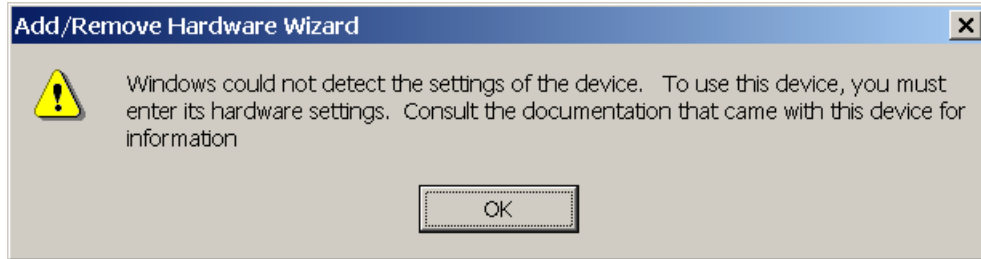 Add/Remove Hardware Wizard
Windows could not detect the settings of the device.   To use this device, you must
enter its hardware settings.  Consult the documentation that came with this device for
information
OK